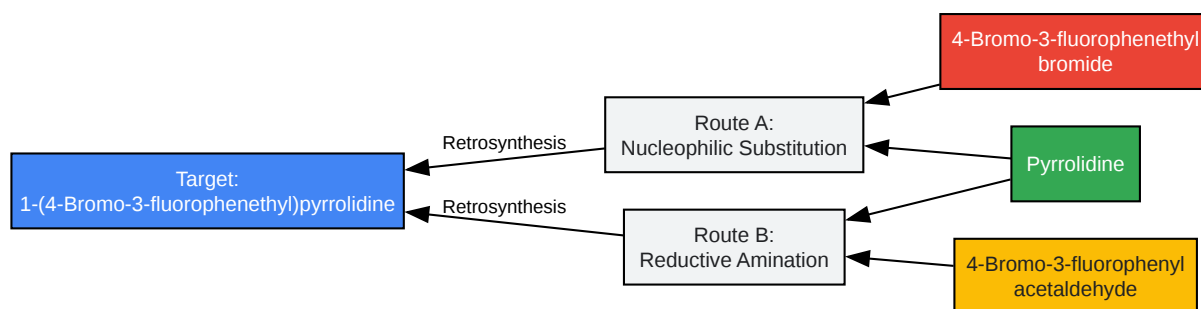 Target:
1-(4-Bromo-3-fluorophenethyl)pyrrolidine
Retrosynthesis
Retrosynthesis
Route A:
Nucleophilic Substitution
Route B:
Reductive Amination
4-Bromo-3-fluorophenethyl
bromide
Pyrrolidine
4-Bromo-3-fluorophenyl
acetaldehyde